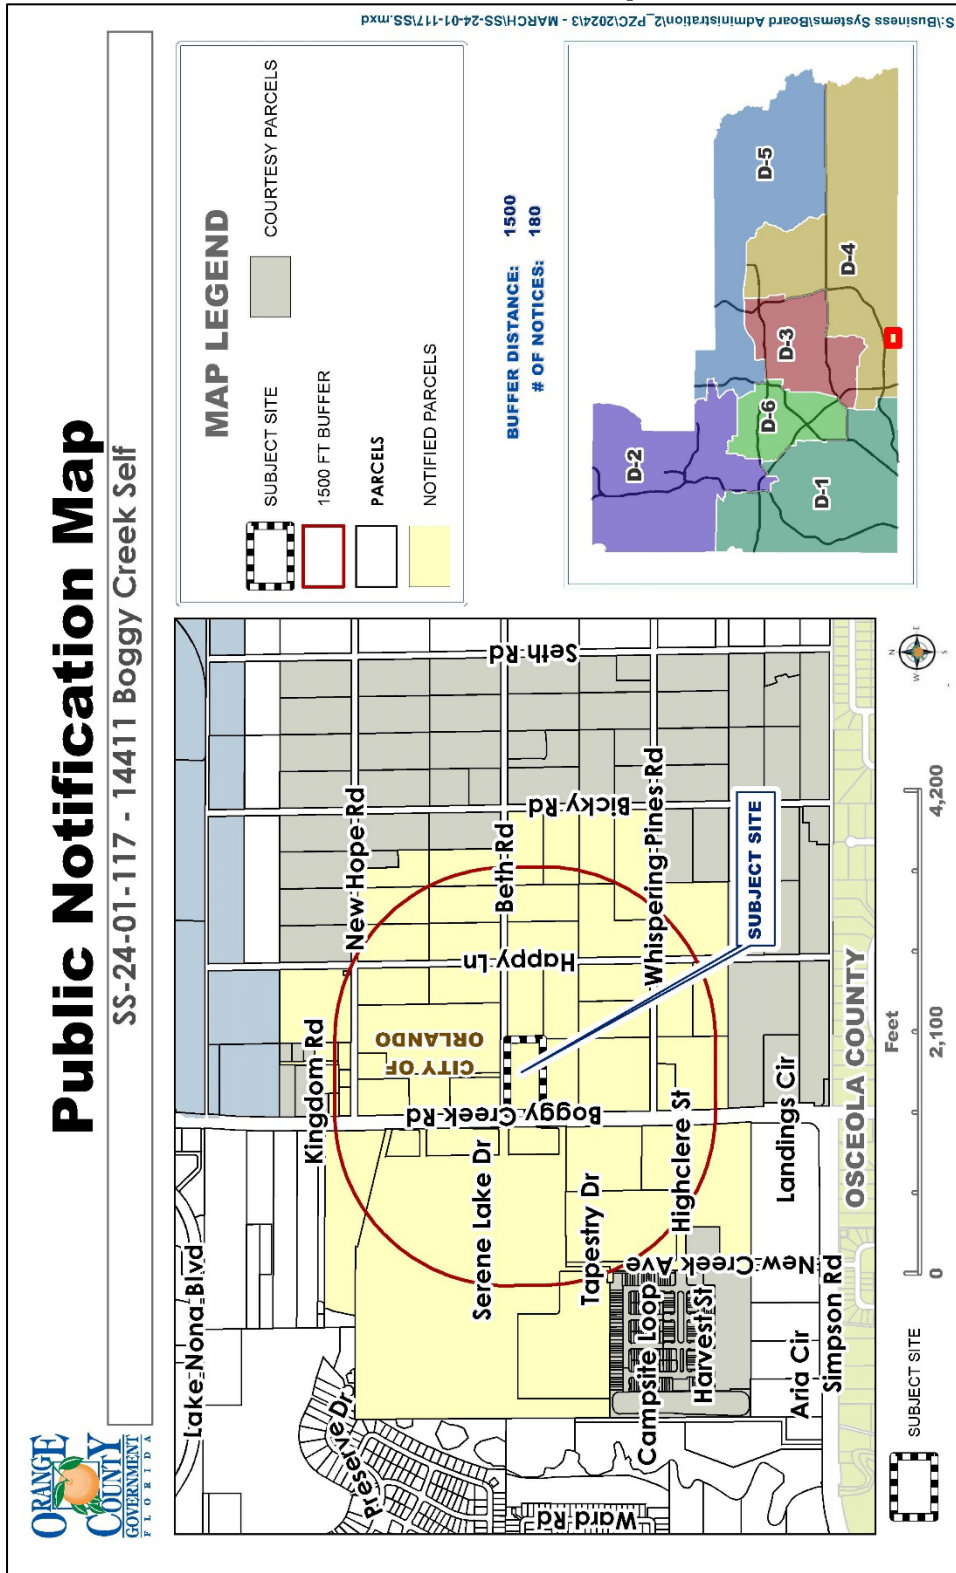 S:\Business Systems\Board Administration\2_PZC\2024\3 - MARCH\SS-24-01-117\SS.mxd
ORANGE
COUNTY
GOVERNMENT
FLORIDA
Public Notification Map
SS-24-01-117 - 14411 Boggy Creek Self
Lake Nona Blvd
Kingdom Rd
New Hope Rd
Preserve Dr
Serene Lake Dr
Boggy Creek Rd
CITY OF
ORLANDO
Happy Ln
Beth Rd
Bicky Rd
Seth Rd
Ward Rd
Tapestry Dr
Campsite Loop
Harvest St
New Creek Ave
Highclere St
Whispering Pines Rd
SUBJECT SITE
Aria Cir
Landings Cir
Simpson Rd
OSCEOLA COUNTY
SUBJECT SITE
Feet
0
2,100
4,200
N
E
S
W
MAP LEGEND
SUBJECT SITE
COURTESY PARCELS
1500 FT BUFFER
PARCELS
NOTIFIED PARCELS
BUFFER DISTANCE: 1500
# OF NOTICES: 180
D-2
D-5
D-6
D-3
D-1
D-4